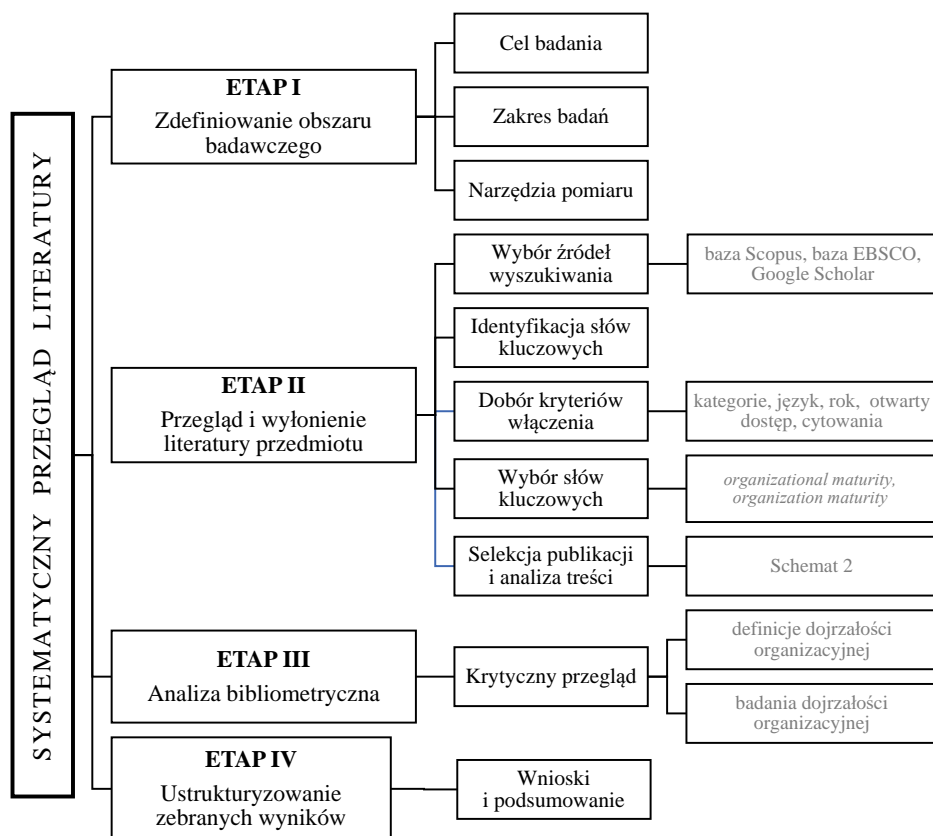 SYSTEMATYCZNY PRZEGLĄD LITERATURY
ETAP I
Zdefiniowanie obszaru
badawczego
Cel badania
Zakres badań
Narzędzia pomiaru
ETAP II
Przegląd i wyłonienie
literatury przedmiotu
Wybór źródeł
wyszukiwania
baza Scopus, baza EBSCO,
Google Scholar
Identyfikacja słów
kluczowych
Dobór kryteriów
włączenia
kategorie, język, rok, otwarty
dostęp, cytowania
Wybór słów
kluczowych
organizational maturity,
organization maturity
Selekcja publikacji
i analiza treści
Schemat 2
ETAP III
Analiza bibliometryczna
Krytyczny przegląd
definicje dojrzałości
organizacyjnej
badania dojrzałości
organizacyjnej
ETAP IV
Ustrukturyzowanie
zebranych wyników
Wnioski
i podsumowanie